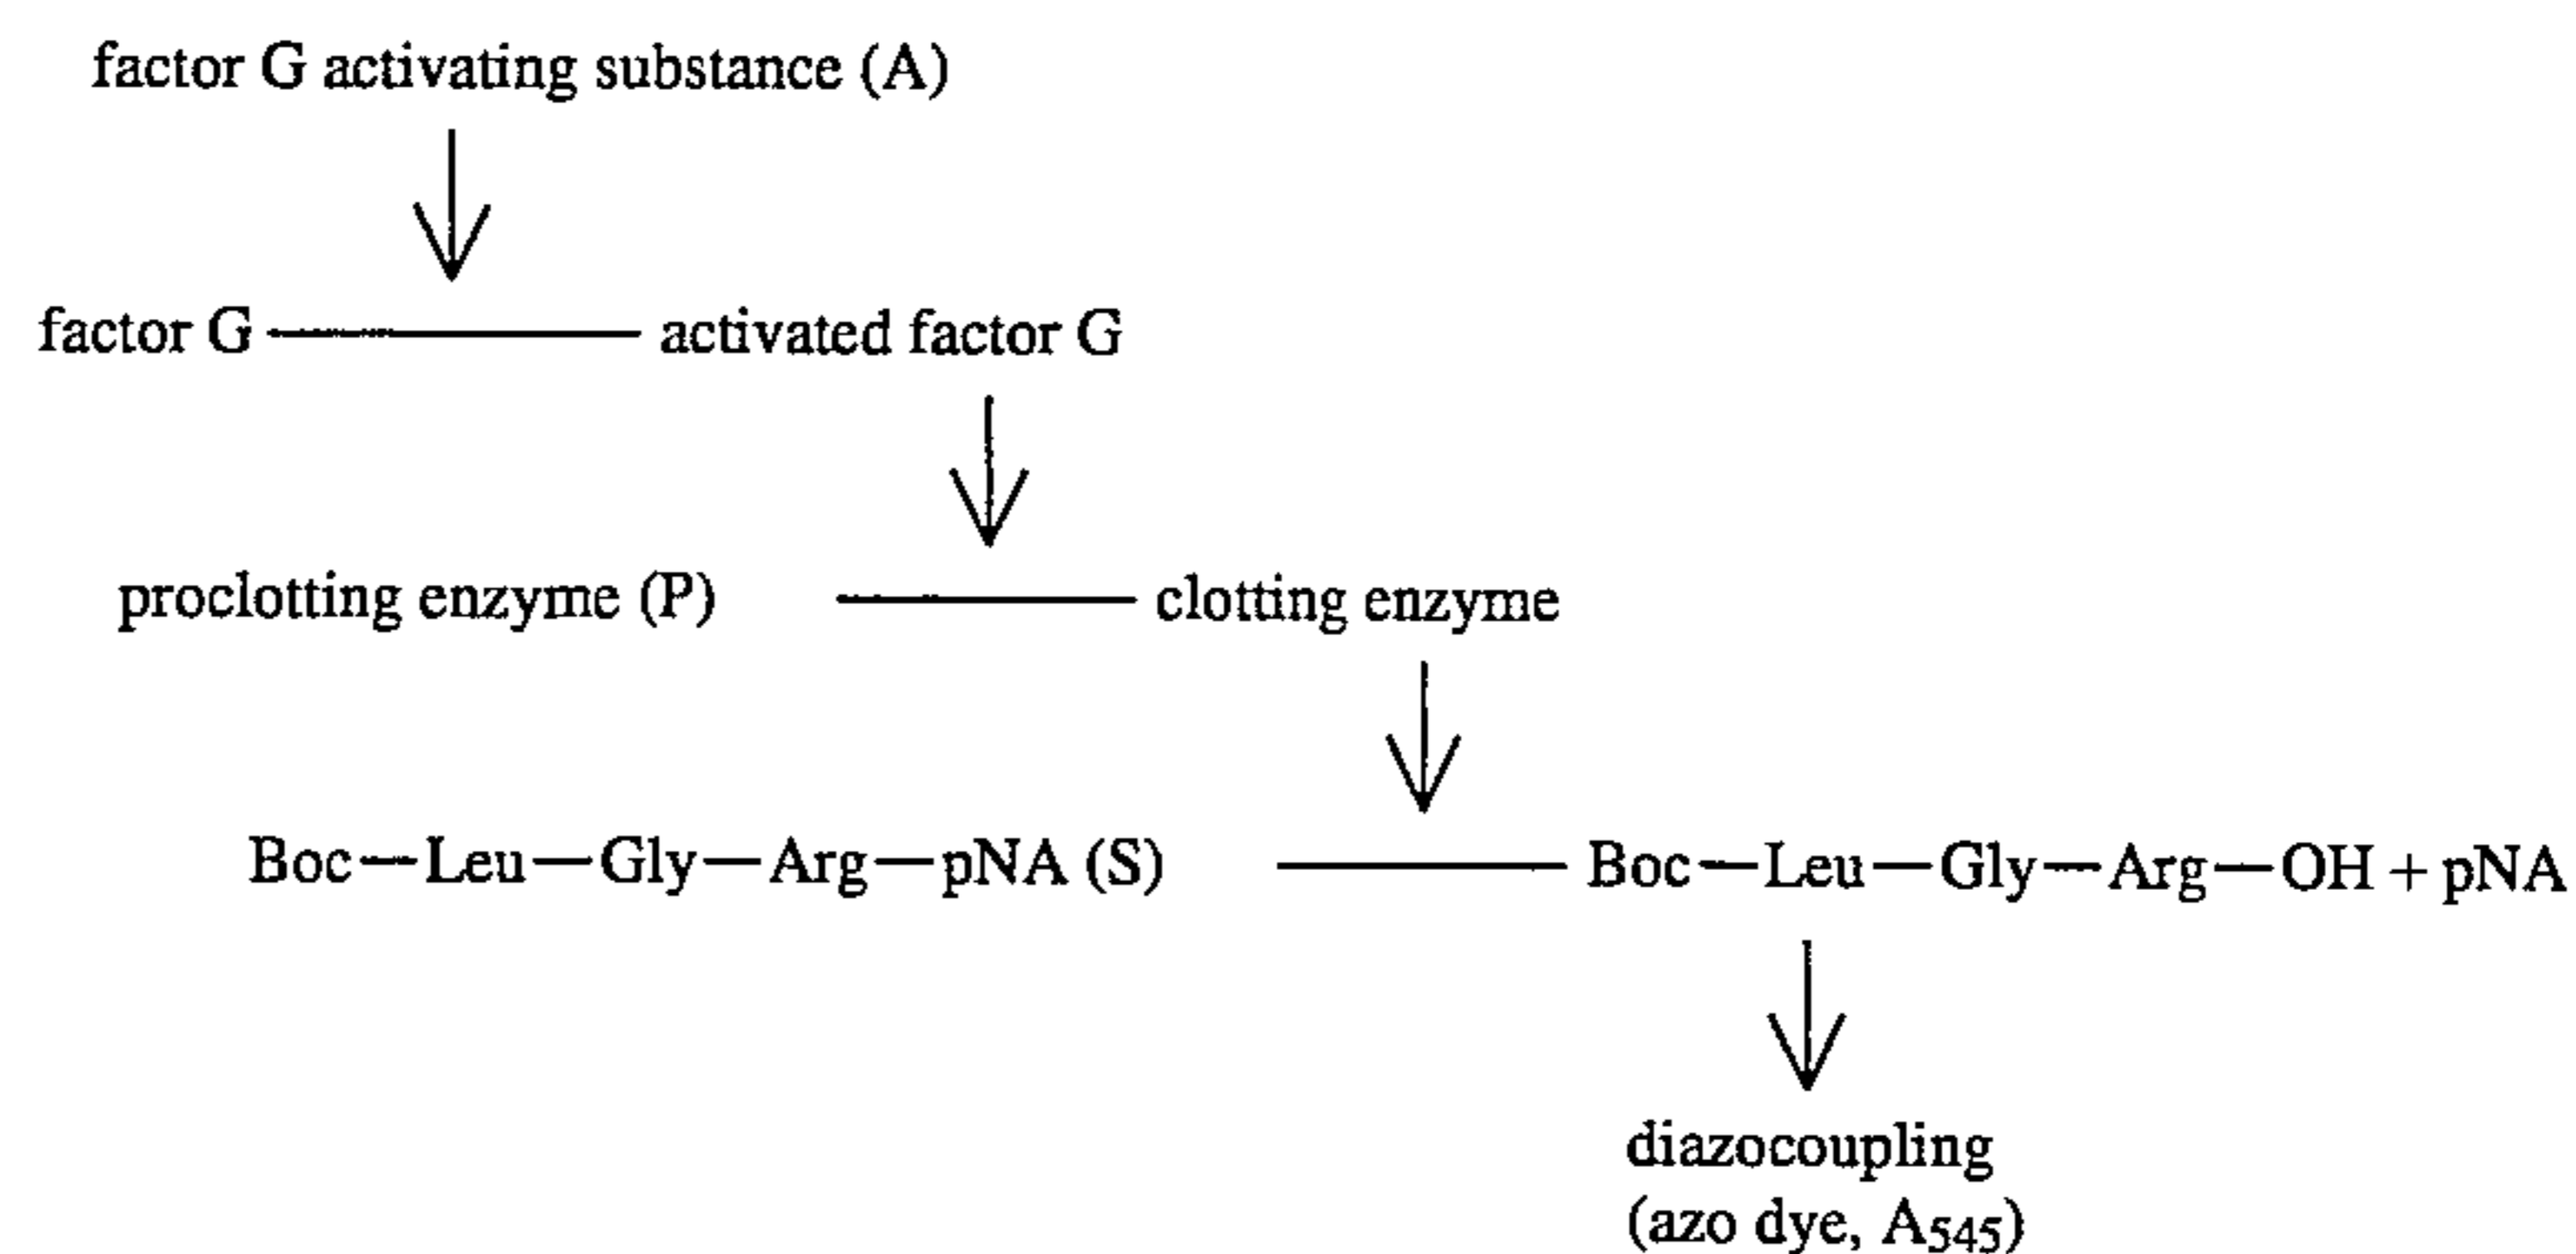 factor G activating substance (A)
factor G — activated factor G
proclotting enzyme (P) — clotting enzyme
Boc—Leu—Gly—Arg—pNA (S) — Boc—Leu—Gly—Arg—OH + pNA
diazocoupling
(azo dye, A545)